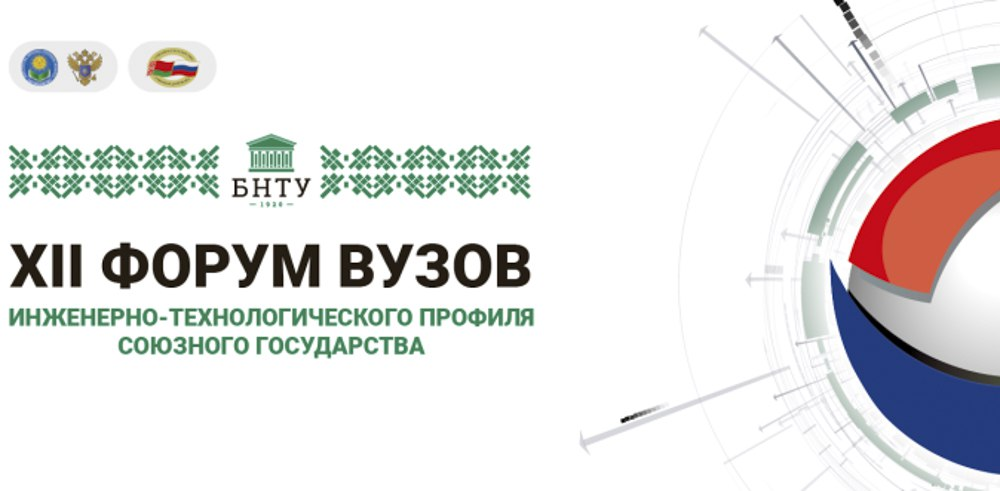 БНТУ
1920
XII ФОРУМ ВУЗОВ
ИНЖЕНЕРНО-ТЕХНОЛОГИЧЕСКОГО ПРОФИЛЯ
СОЮЗНОГО ГОСУДАРСТВА